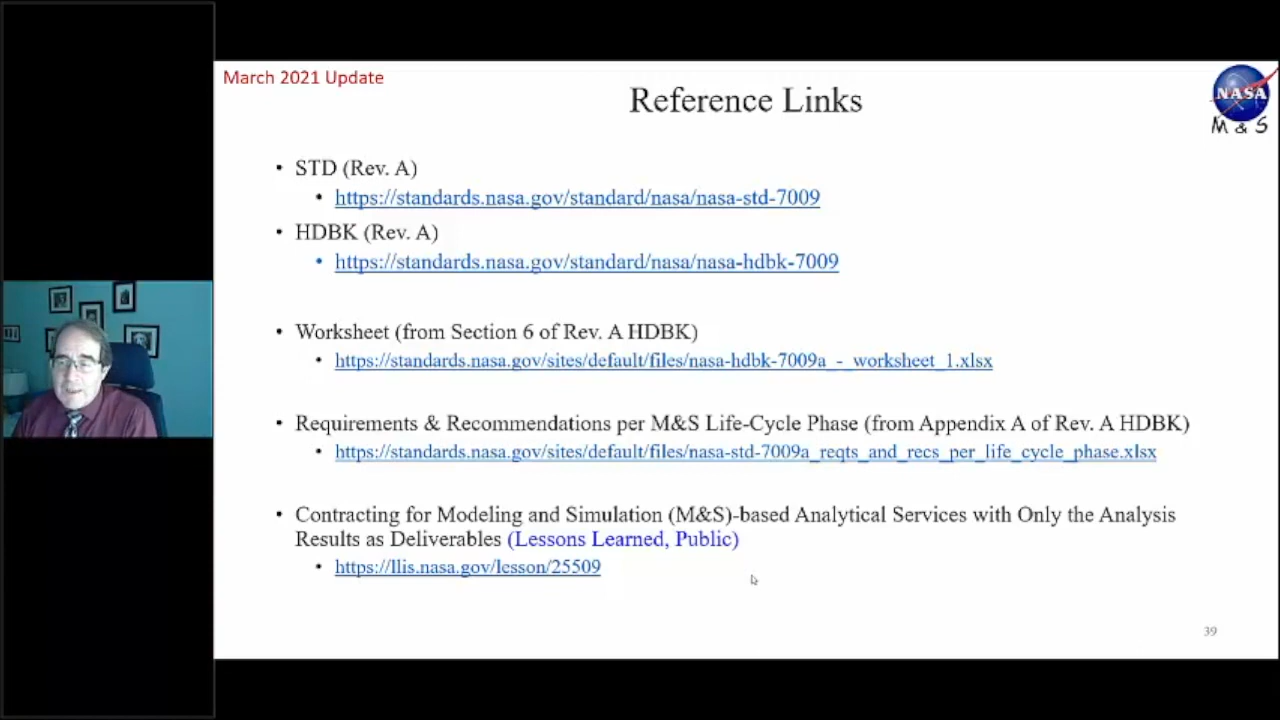 March 2021 Update
Reference Links
NASA
M & S
• STD (Rev. A)
• https://standards.nasa.gov/standard/nasa/nasa-std-7009
• HDBK (Rev. A)
• https://standards.nasa.gov/standard/nasa/nasa-hdbk-7009
• Worksheet (from Section 6 of Rev. A HDBK)
• https://standards.nasa.gov/sites/default/files/nasa-hdbk-7009a_-_worksheet_1.xlsx
• Requirements & Recommendations per M&S Life-Cycle Phase (from Appendix A of Rev. A HDBK)
• https://standards.nasa.gov/sites/default/files/nasa-std-7009a_reqts_and_recs_per_life_cycle_phase.xlsx
• Contracting for Modeling and Simulation (M&S)-based Analytical Services with Only the Analysis
Results as Deliverables (Lessons Learned, Public)
• https://llis.nasa.gov/lesson/25509
39